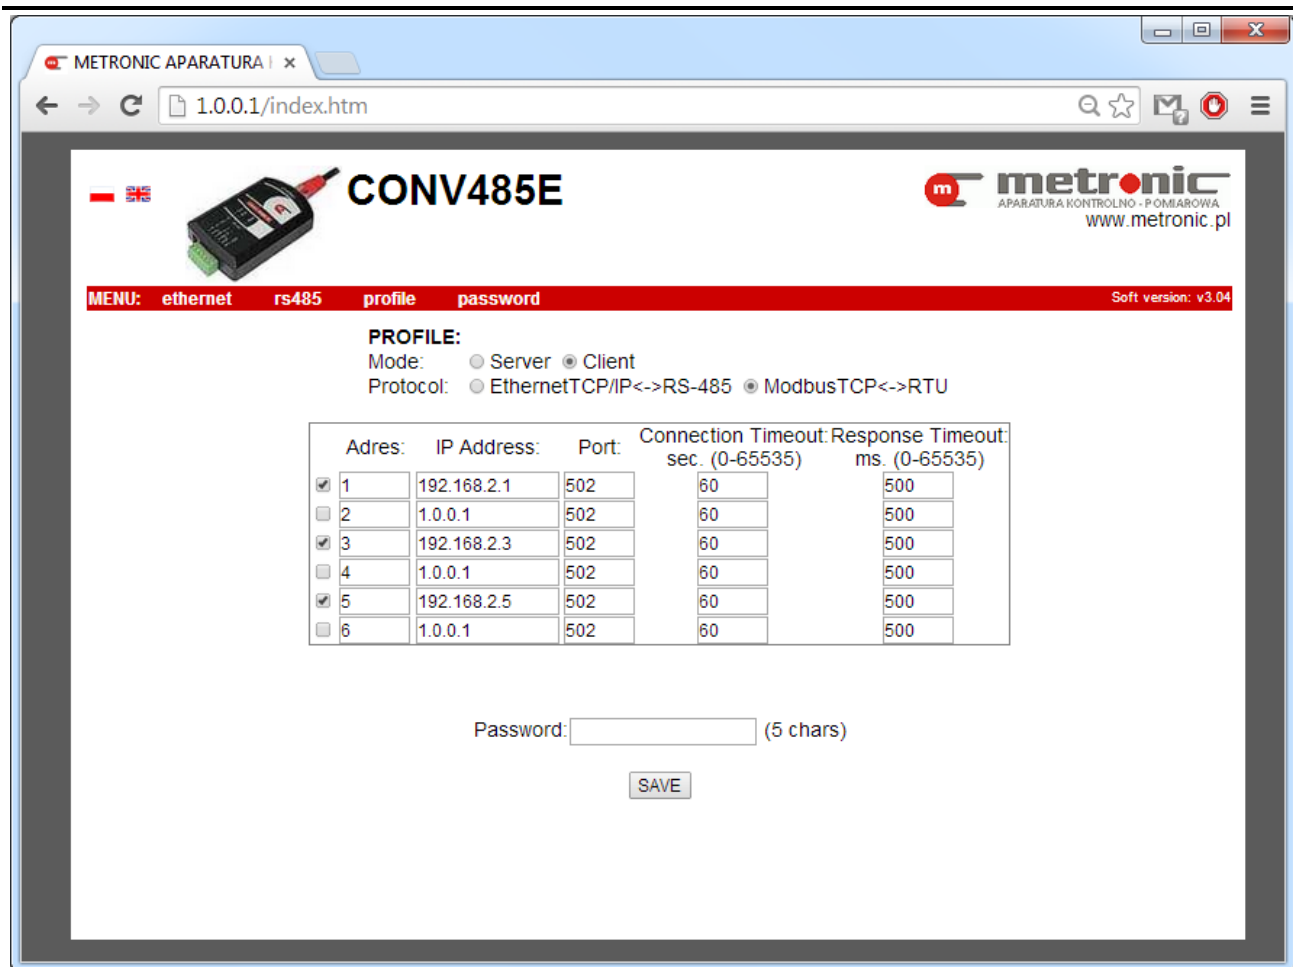 METRONIC APARATURA
1.0.0.1/index.htm
CONV485E
metronic
APARATURA KONTROLNO - POMIAROWA
www.metronic.pl
MENU: ethernet rs485 profile password Soft version: v3.04
PROFILE:
Mode: Server Client
Protocol: EthernetTCP/IP<->RS-485 ModbusTCP<->RTU
Adres: IP Address: Port: Connection Timeout: sec. (0-65535) Response Timeout: ms. (0-65535)
1 192.168.2.1 502 60 500
2 1.0.0.1 502 60 500
3 192.168.2.3 502 60 500
4 1.0.0.1 502 60 500
5 192.168.2.5 502 60 500
6 1.0.0.1 502 60 500
Password: (5 chars)
SAVE